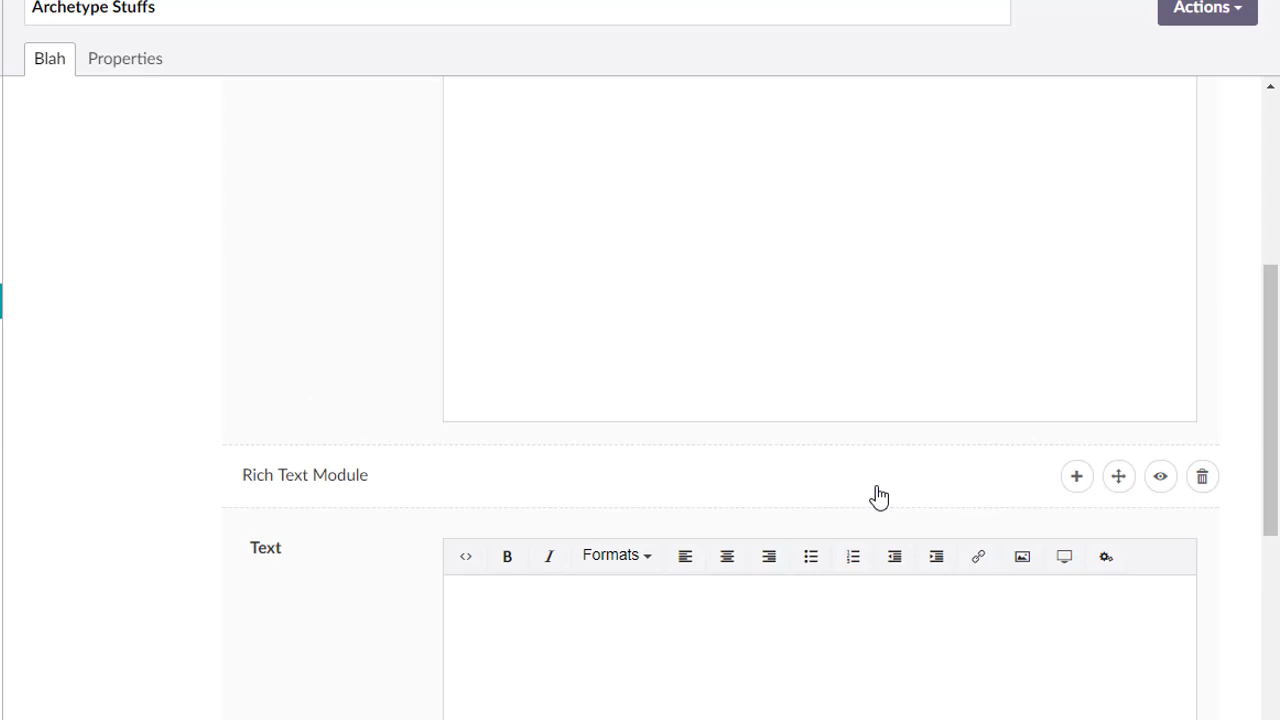 Archetype Stuffs
Actions
Blah Properties
Rich Text Module
Text
B I Formats